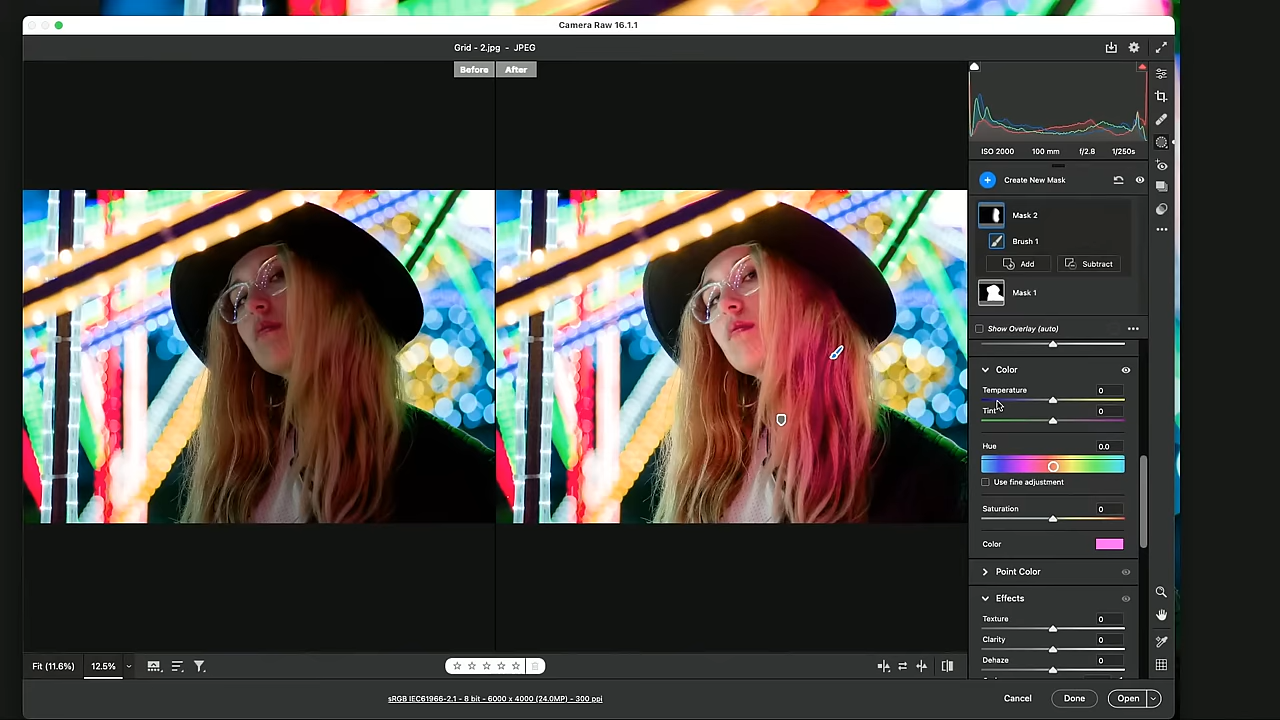 Camera Raw 16.1.1
Grid - 2.jpg - JPEG
Before After
ISO 2000 100 mm f/2.8 1/250s
Create New Mask
Mask 2
Brush 1
Add Subtract
Mask 1
Show Overlay (auto)
Color
Temperature 0
Tint 0
Hue 0.0
Use fine adjustment
Saturation 0
Color
Point Color
Effects
Texture 0
Clarity 0
Dehaze 0
Fit (11.6%) 12.5%
sRGB IEC61966-2.1 - 8 bit - 6000 x 4000 (24.0MP) - 300 ppi
Cancel Done Open